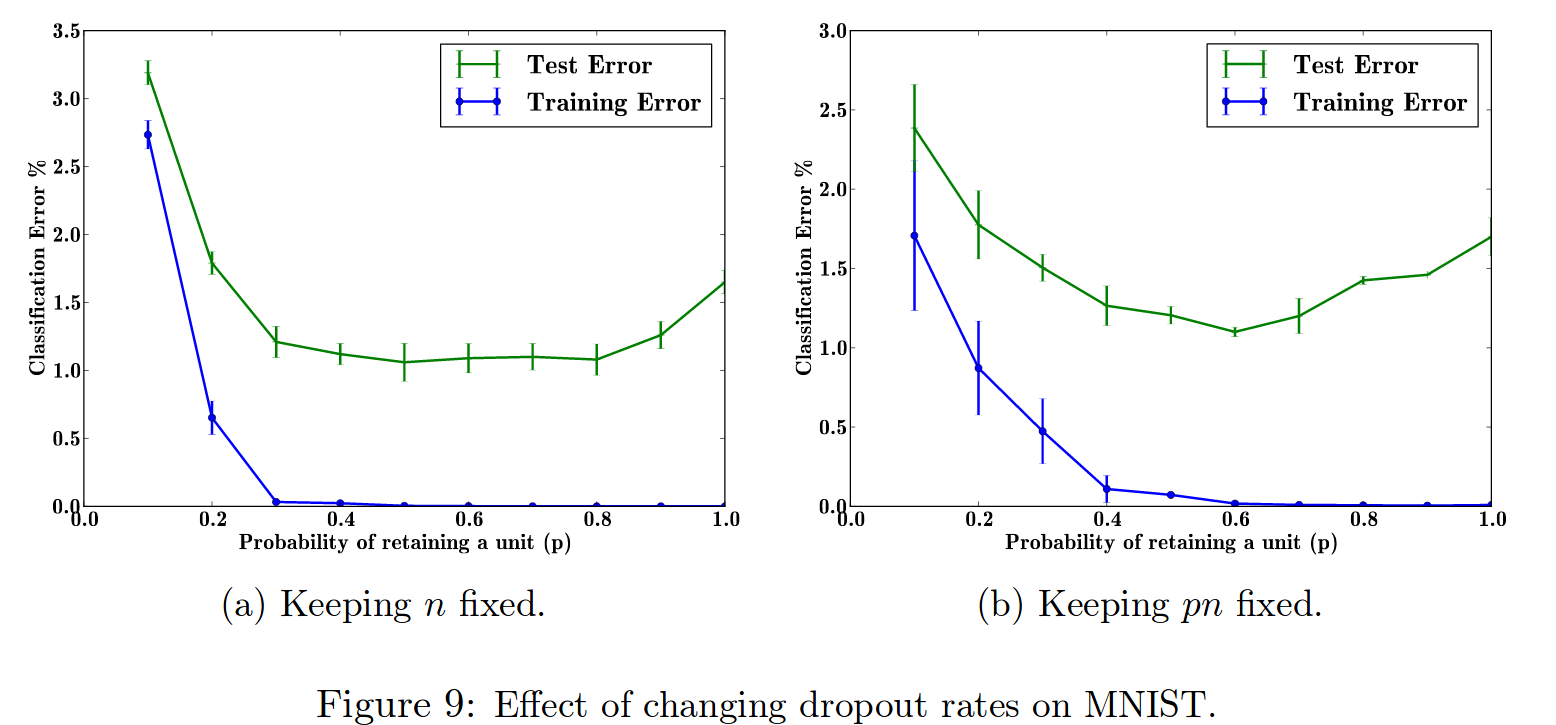 3.5
3.0
2.5
2.0
1.5
1.0
0.5
0.0
Classification Error %
0.0 0.2 0.4 0.6 0.8 1.0
Probability of retaining a unit (p)
Test Error
Training Error
(a) Keeping n fixed.
3.0
2.5
2.0
1.5
1.0
0.5
0.0
Classification Error %
0.0 0.2 0.4 0.6 0.8 1.0
Probability of retaining a unit (p)
Test Error
Training Error
(b) Keeping pn fixed.
Figure 9: Effect of changing dropout rates on MNIST.